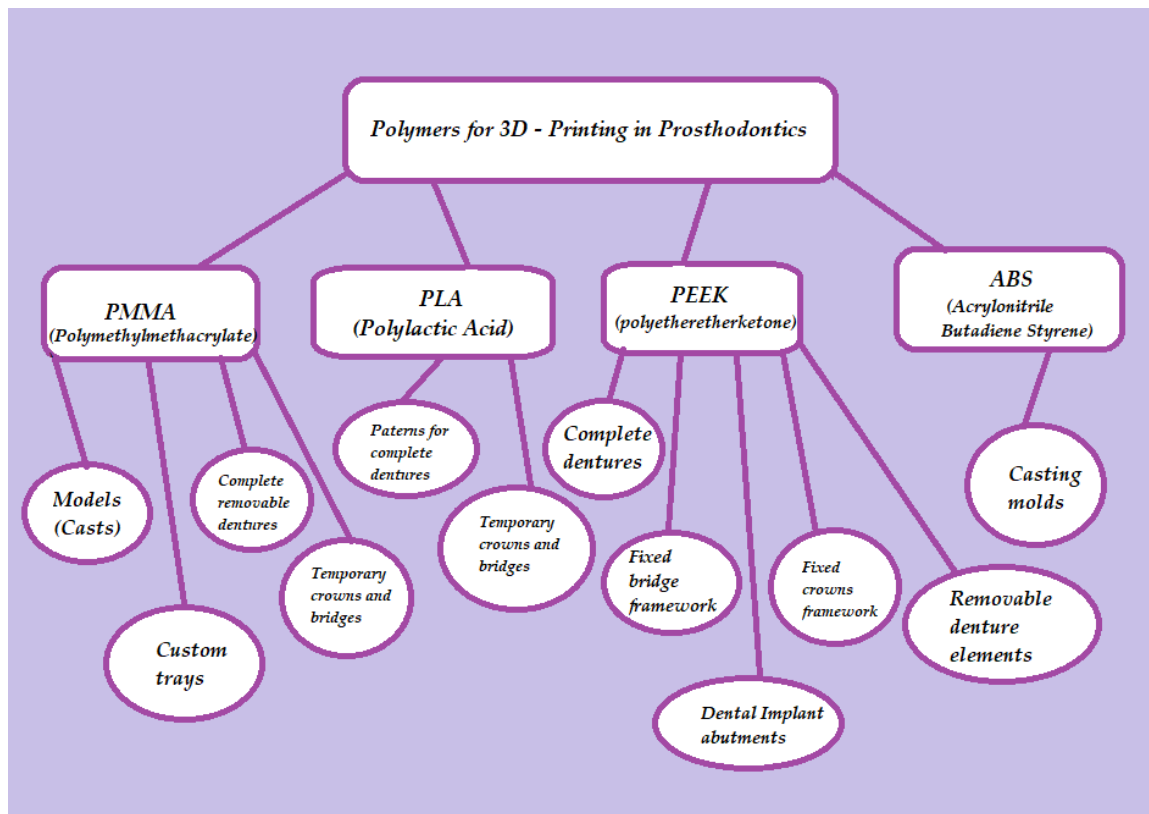 Polymers for 3D - Printing in Prosthodontics
PMMA
(Polymethylmethacrylate)
PLA
(Polylactic Acid)
PEEK
(polyetheretherketone)
ABS
(Acrylonitrile
Butadiene Styrene)
Models
(Casts)
Custom
trays
Complete
removable
dentures
Temporary
crowns and
bridges
Paterns for
complete
dentures
Temporary
crowns and
bridges
Complete
dentures
Fixed
bridge
framework
Dental Implant
abutments
Fixed
crowns
framework
Removable
denture
elements
Casting
molds